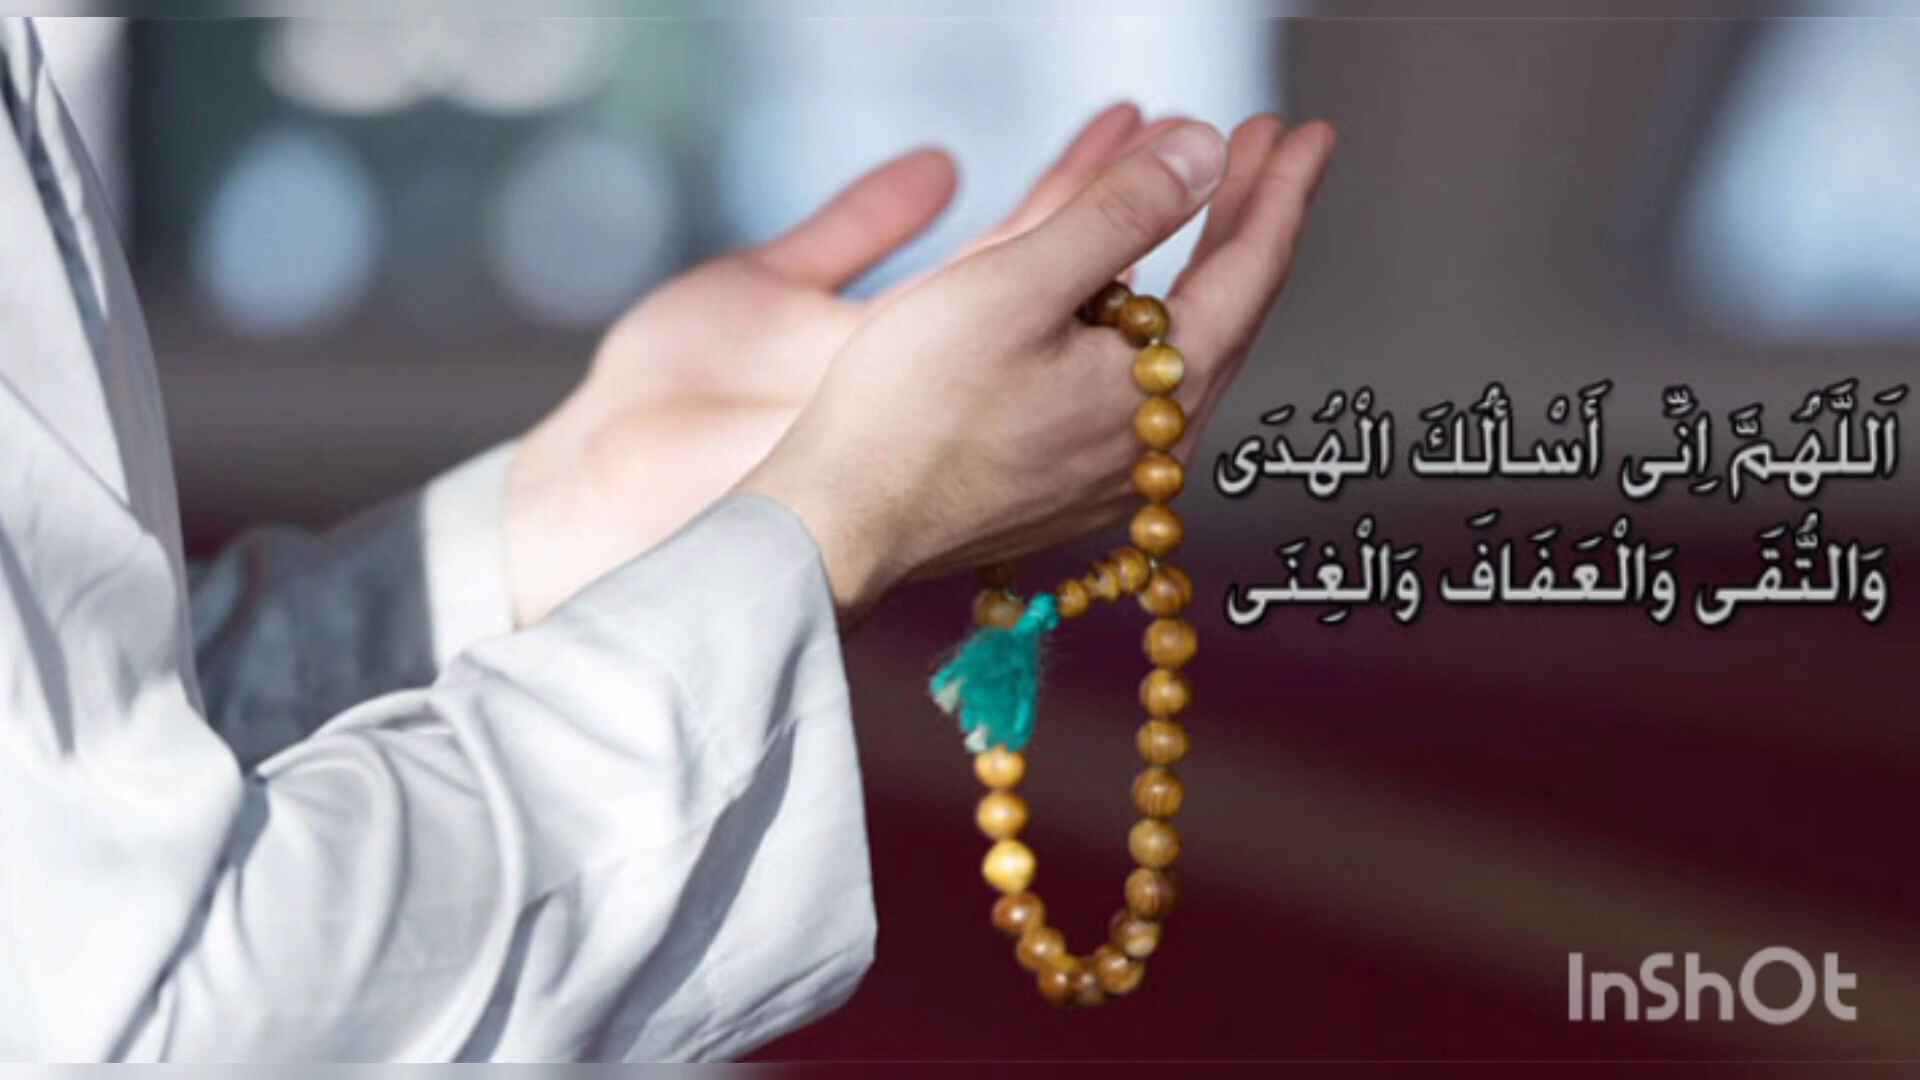 اَللَّهُمَّ اِنِّى أَسْأَلُكَ الْهُدَى
وَالتُّقَى وَالْعَفَافَ وَالْغِنَى
InShOt